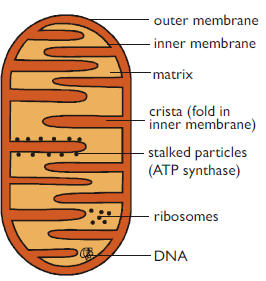 outer membrane
inner membrane
matrix
crista (fold in
inner membrane)
stalked particles
(ATP synthase)
ribosomes
DNA